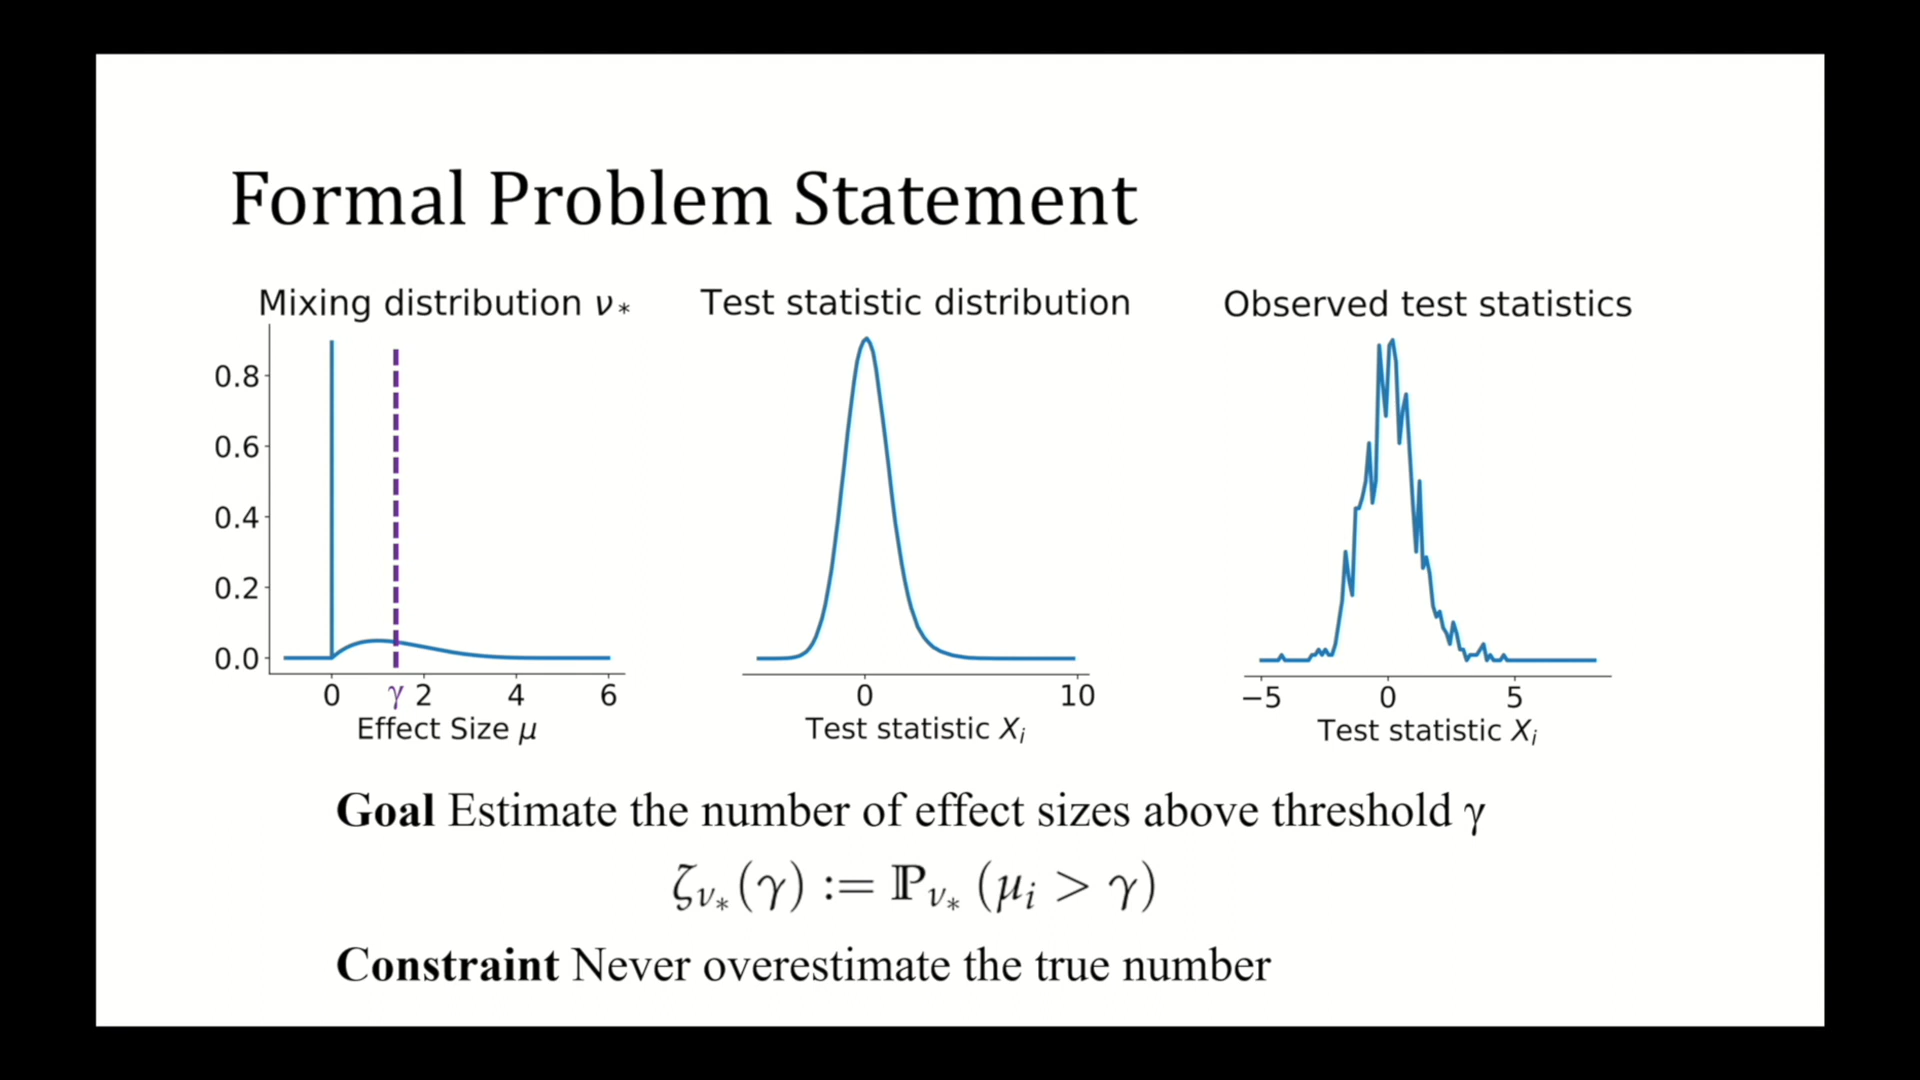 Formal Problem Statement
Mixing distribution ν*
0.8
0.6
0.4
0.2
0.0
0 γ 2 4 6
Effect Size μ
Test statistic distribution
0 10
Test statistic Xᵢ
Observed test statistics
−5 0 5
Test statistic Xᵢ
Goal Estimate the number of effect sizes above threshold γ
ζ_ν*(γ) := ℙ_ν* (μᵢ > γ)
Constraint Never overestimate the true number